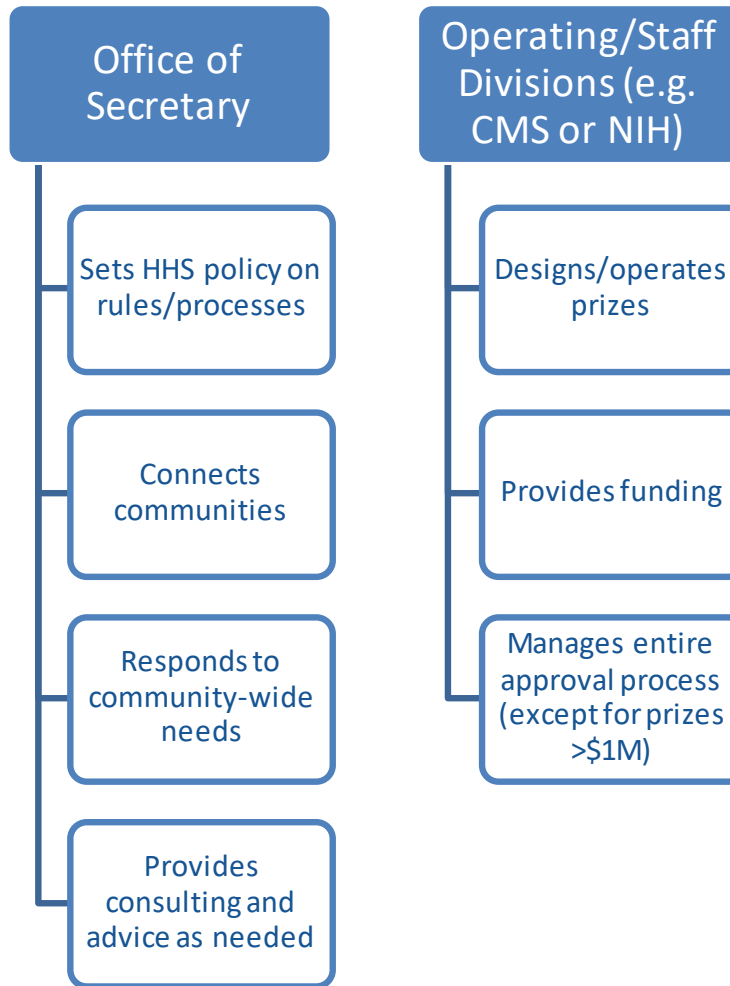 Office of
Secretary
Sets HHS policy on
rules/processes
Connects
communities
Responds to
community-wide
needs
Provides
consulting and
advice as needed
Operating/Staff
Divisions (e.g.
CMS or NIH)
Designs/operates
prizes
Provides funding
Manages entire
approval process
(except for prizes
>$1M)